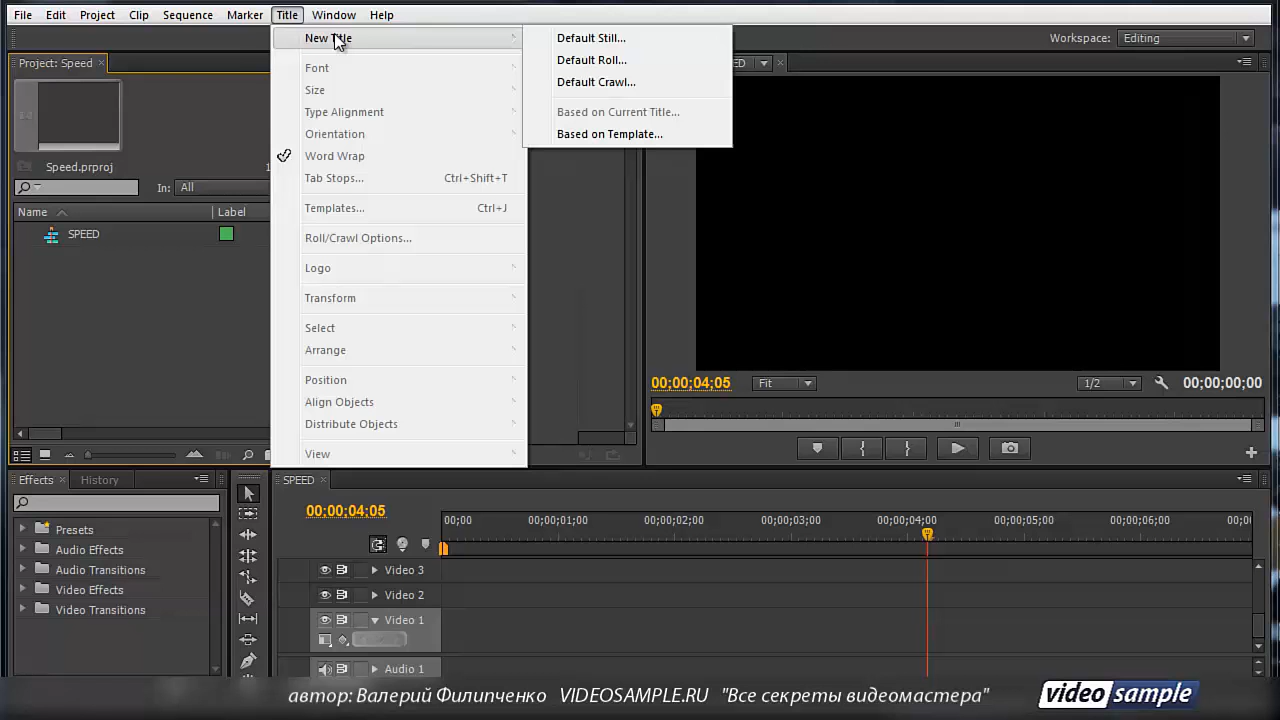 File Edit Project Clip Sequence Marker Title Window Help
Workspace: Editing
Project: Speed
Speed.prproj
In: All
Name Label
SPEED
New Title
Font
Size
Type Alignment
Orientation
Word Wrap
Tab Stops... Ctrl+Shift+T
Templates... Ctrl+J
Roll/Crawl Options...
Logo
Transform
Select
Arrange
Position
Align Objects
Distribute Objects
View
Default Still...
Default Roll...
Default Crawl...
Based on Current Title...
Based on Template...
00;00;04;05 Fit 1/2 00;00;00;00
Effects History
Presets
Audio Effects
Audio Transitions
Video Effects
Video Transitions
SPEED
00;00;04;05
00;00 00;00;01;00 00;00;02;00 00;00;03;00 00;00;04;00 00;00;05;00 00;00;06;00
Video 3
Video 2
Video 1
Audio 1
автор: Валерий Филипченко VIDEOSAMPLE.RU "Все секреты видеомастера"
video sample